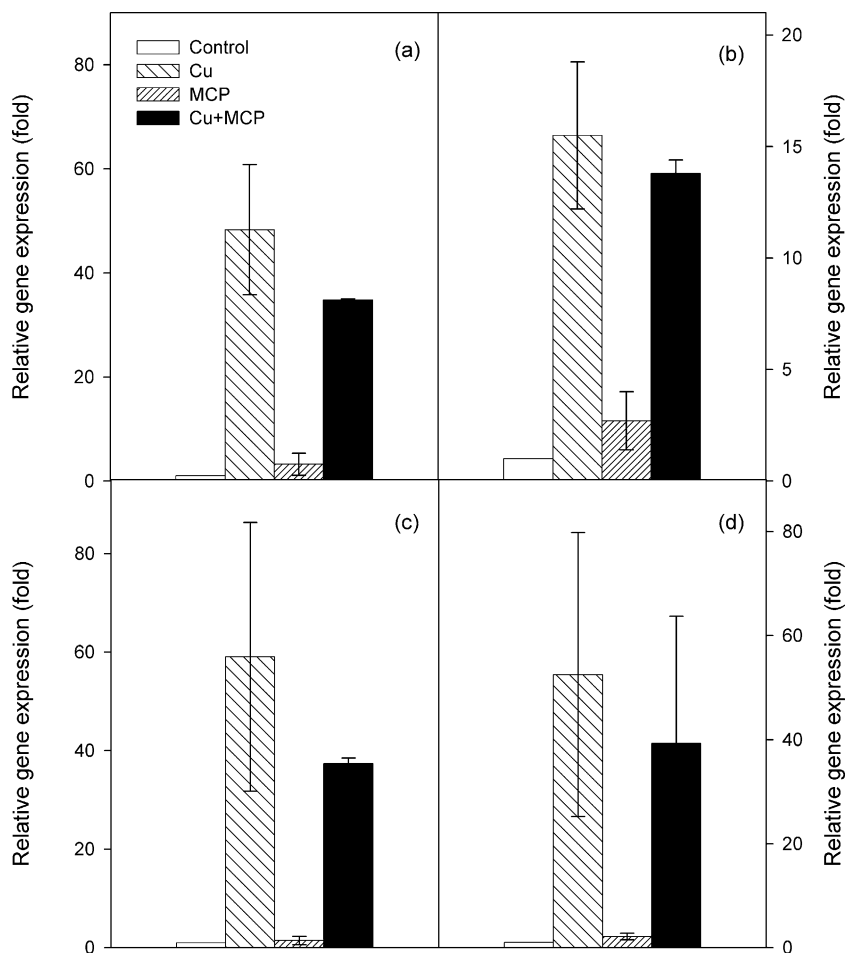 Control
Cu
MCP
Cu+MCP
(a)
(b)
Relative gene expression (fold)
80
60
40
20
0
20
15
10
5
0
Relative gene expression (fold)
(c)
(d)
Relative gene expression (fold)
80
60
40
20
0
80
60
40
20
0
Relative gene expression (fold)